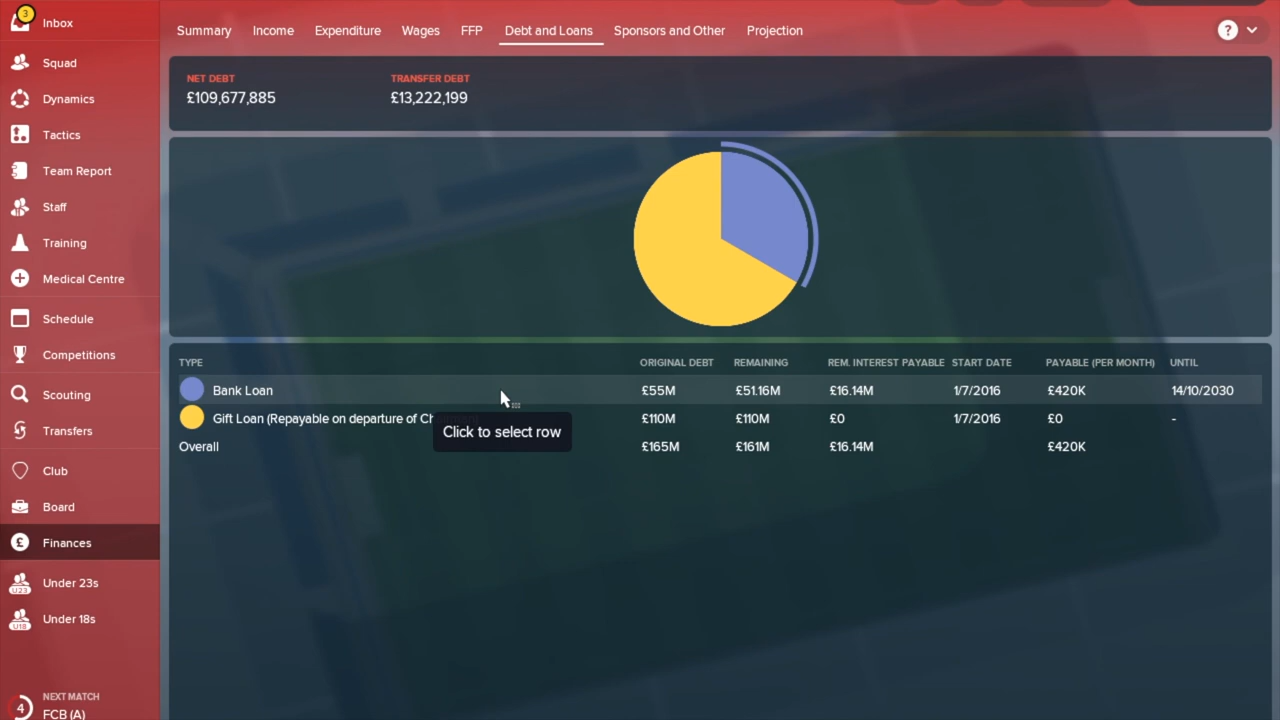 3
Inbox
Squad
Dynamics
Tactics
Team Report
Staff
Training
Medical Centre
Schedule
Competitions
Scouting
Transfers
Club
Board
£ Finances
U23 Under 23s
U18 Under 18s
4 NEXT MATCH
FCB (A)
Summary Income Expenditure Wages FFP Debt and Loans Sponsors and Other Projection ?
NET DEBT TRANSFER DEBT
£109,677,885 £13,222,199
TYPE ORIGINAL DEBT REMAINING REM. INTEREST PAYABLE START DATE PAYABLE (PER MONTH) UNTIL
Bank Loan £55M £51.16M £16.14M 1/7/2016 £420K 14/10/2030
Gift Loan (Repayable on departure of £110M £110M £0 1/7/2016 £0 -
Click to select row
Overall £165M £161M £16.14M £420K